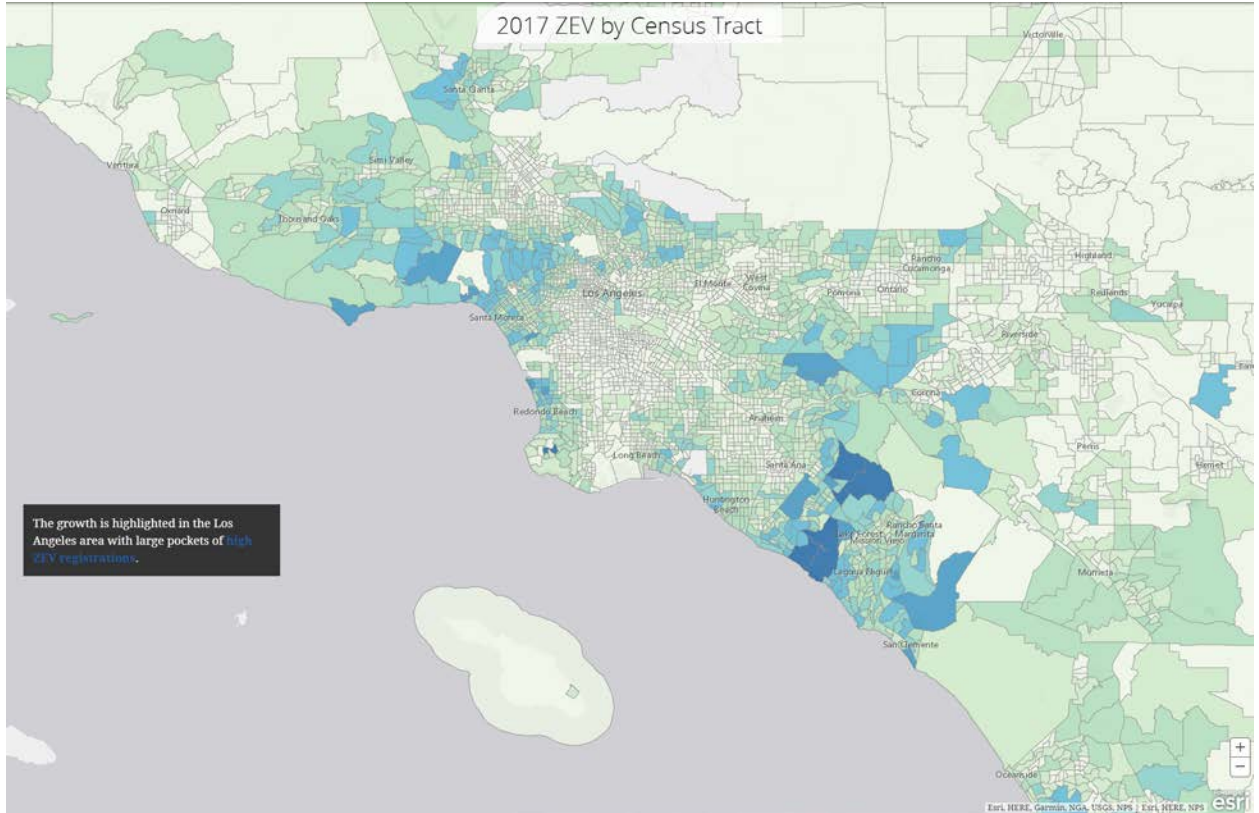 2017 ZEV by Census Tract
Victorville
Santa Clarita
Ventura
Simi Valley
Oxnard
Thousand Oaks
Rancho
Cucamonga
Highland
Los Angeles
El Monte
West
Covina
Pomona
Ontario
Redlands
Yucaipa
Santa Monica
Riverside
Corona
Redondo Beach
Anaheim
Long Beach
Santa Ana
Perris
Hemet
Huntington
Beach
Rancho Santa
Margarita
Lake Forest
Mission Viejo
Laguna Niguel
Murrieta
San Clemente
The growth is highlighted in the Los
Angeles area with large pockets of high
ZEV registrations.
Oceanside
+
−
Esri, HERE, Garmin, NGA, USGS, NPS | Esri, HERE, NPS
esri